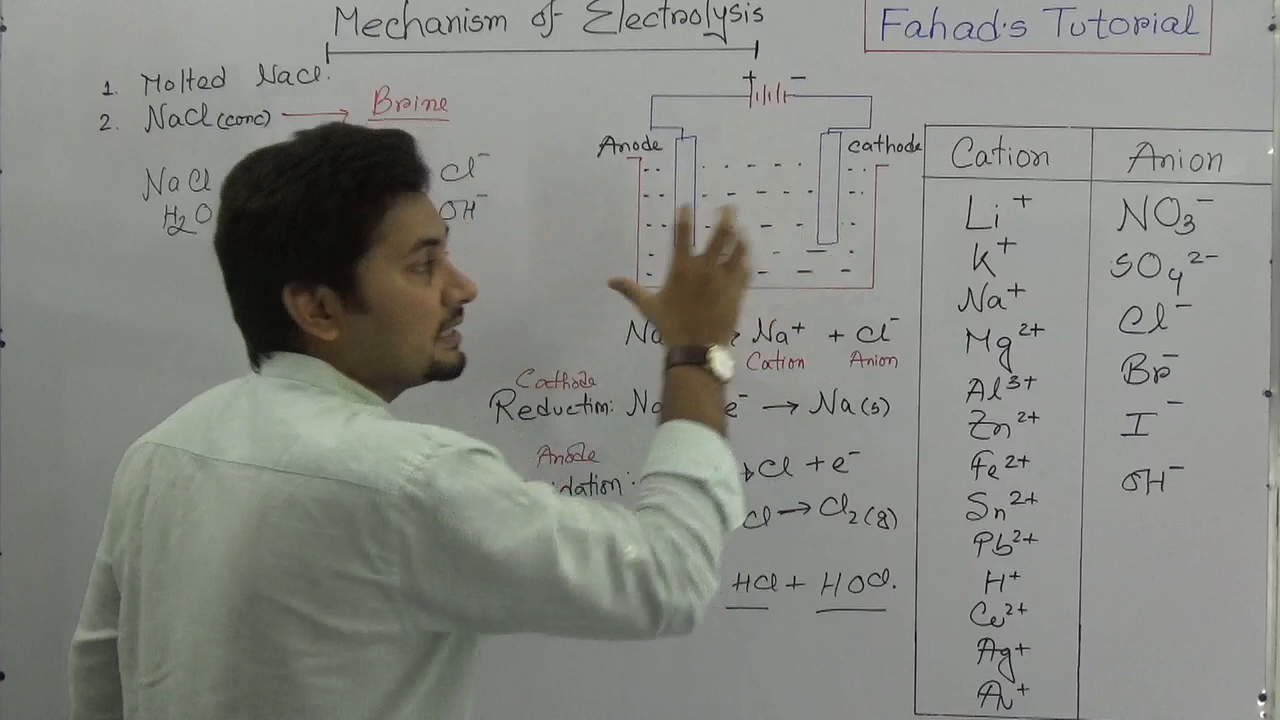 Mechanism of Electrolysis
Fahad's Tutorial
1. Molted NaCl.
2. NaCl (conc) → Brine
NaCl Cl⁻
H₂O OH⁻
+ −
Anode
cathode
Na → Na⁺ + Cl⁻
Cation Anion
Cathode
Reduction: Na e⁻ → Na(s)
Anode
idation: → Cl + e⁻
Cl → Cl₂(g)
HCl + HOCl.
Cation Anion
Li⁺ NO₃⁻
K⁺ SO₄²⁻
Na⁺ Cl⁻
Mg²⁺ Br⁻
Al³⁺ I⁻
Zn²⁺ OH⁻
Fe²⁺
Sn²⁺
Pb²⁺
H⁺
Cu²⁺
Ag⁺
Au⁺